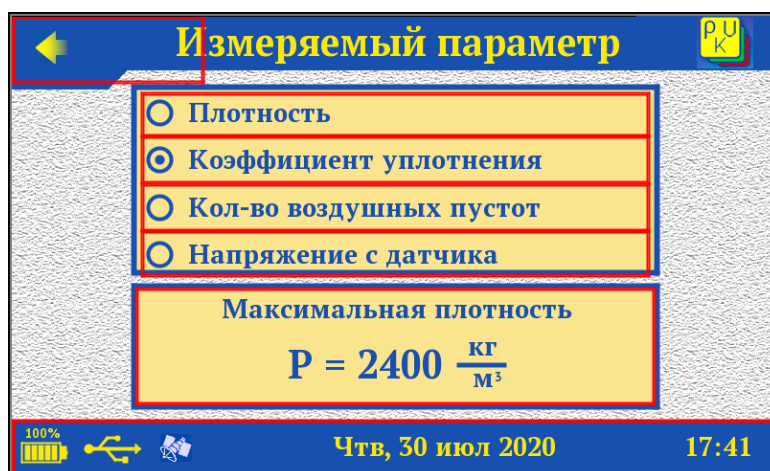 Измеряемый параметр
ρ U
K
Плотность
Коэффициент уплотнения
Кол-во воздушных пустот
Напряжение с датчика
Максимальная плотность
P = 2400 кг
м³
100%
Чтв, 30 июл 2020 17:41